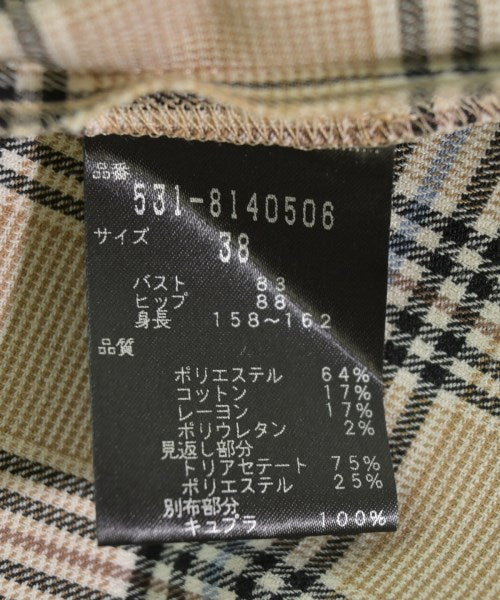 品番
531-8140506
サイズ
38
バスト 83
ヒップ 88
身長 158~162
品質
ポリエステル 64%
コットン 17%
レーヨン 17%
ポリウレタン 2%
見返し部分
トリアセテート 75%
ポリエステル 25%
別布部分
キュプラ 100%